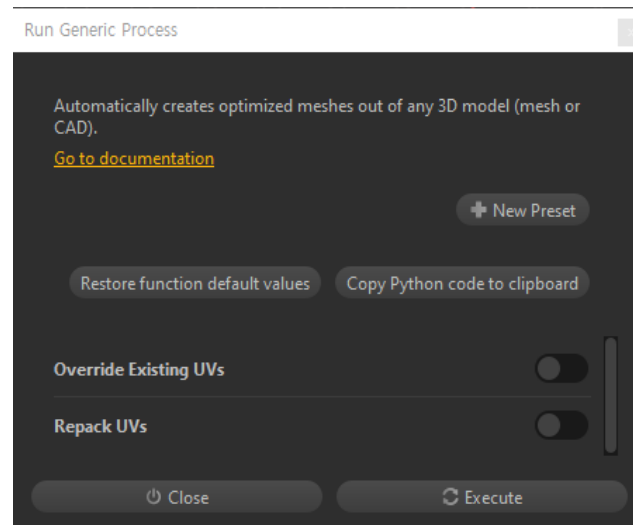 Run Generic Process
Automatically creates optimized meshes out of any 3D model (mesh or
CAD).
Go to documentation
New Preset
Restore function default values
Copy Python code to clipboard
Override Existing UVs
Repack UVs
Close
Execute